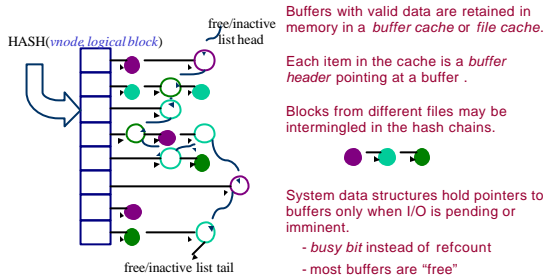 free/inactive
list head
HASH(vnode, logical block)
free/inactive list tail
Buffers with valid data are retained in
memory in a buffer cache or file cache.
Each item in the cache is a buffer
header pointing at a buffer .
Blocks from different files may be
intermingled in the hash chains.
System data structures hold pointers to
buffers only when I/O is pending or
imminent.
- busy bit instead of refcount
- most buffers are “free”